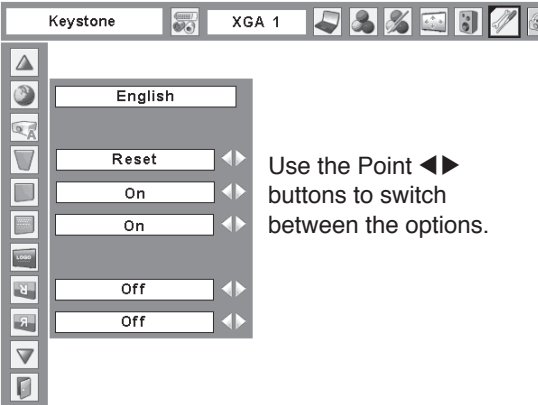 Keystone
XGA 1
English
Reset
On
On
LOGO
Off
Off
Use the Point ◀▶
buttons to switch
between the options.